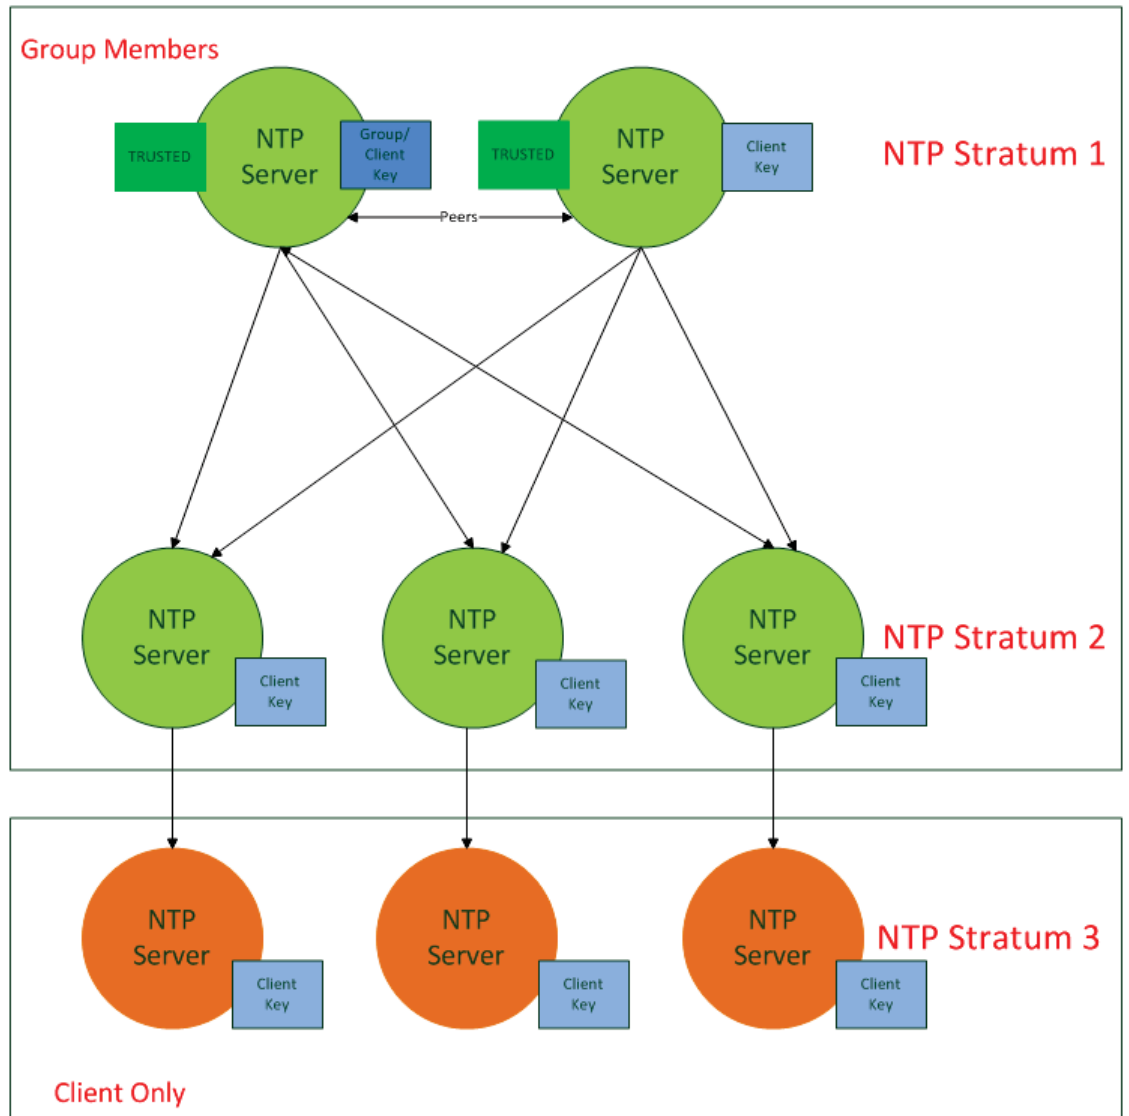 Group Members
NTP
Server
TRUSTED
Group/
Client
Key
NTP
Server
TRUSTED
Client
Key
NTP Stratum 1
Peers
NTP
Server
Client
Key
NTP
Server
Client
Key
NTP
Server
Client
Key
NTP Stratum 2
NTP
Server
Client
Key
NTP
Server
Client
Key
NTP
Server
Client
Key
NTP Stratum 3
Client Only